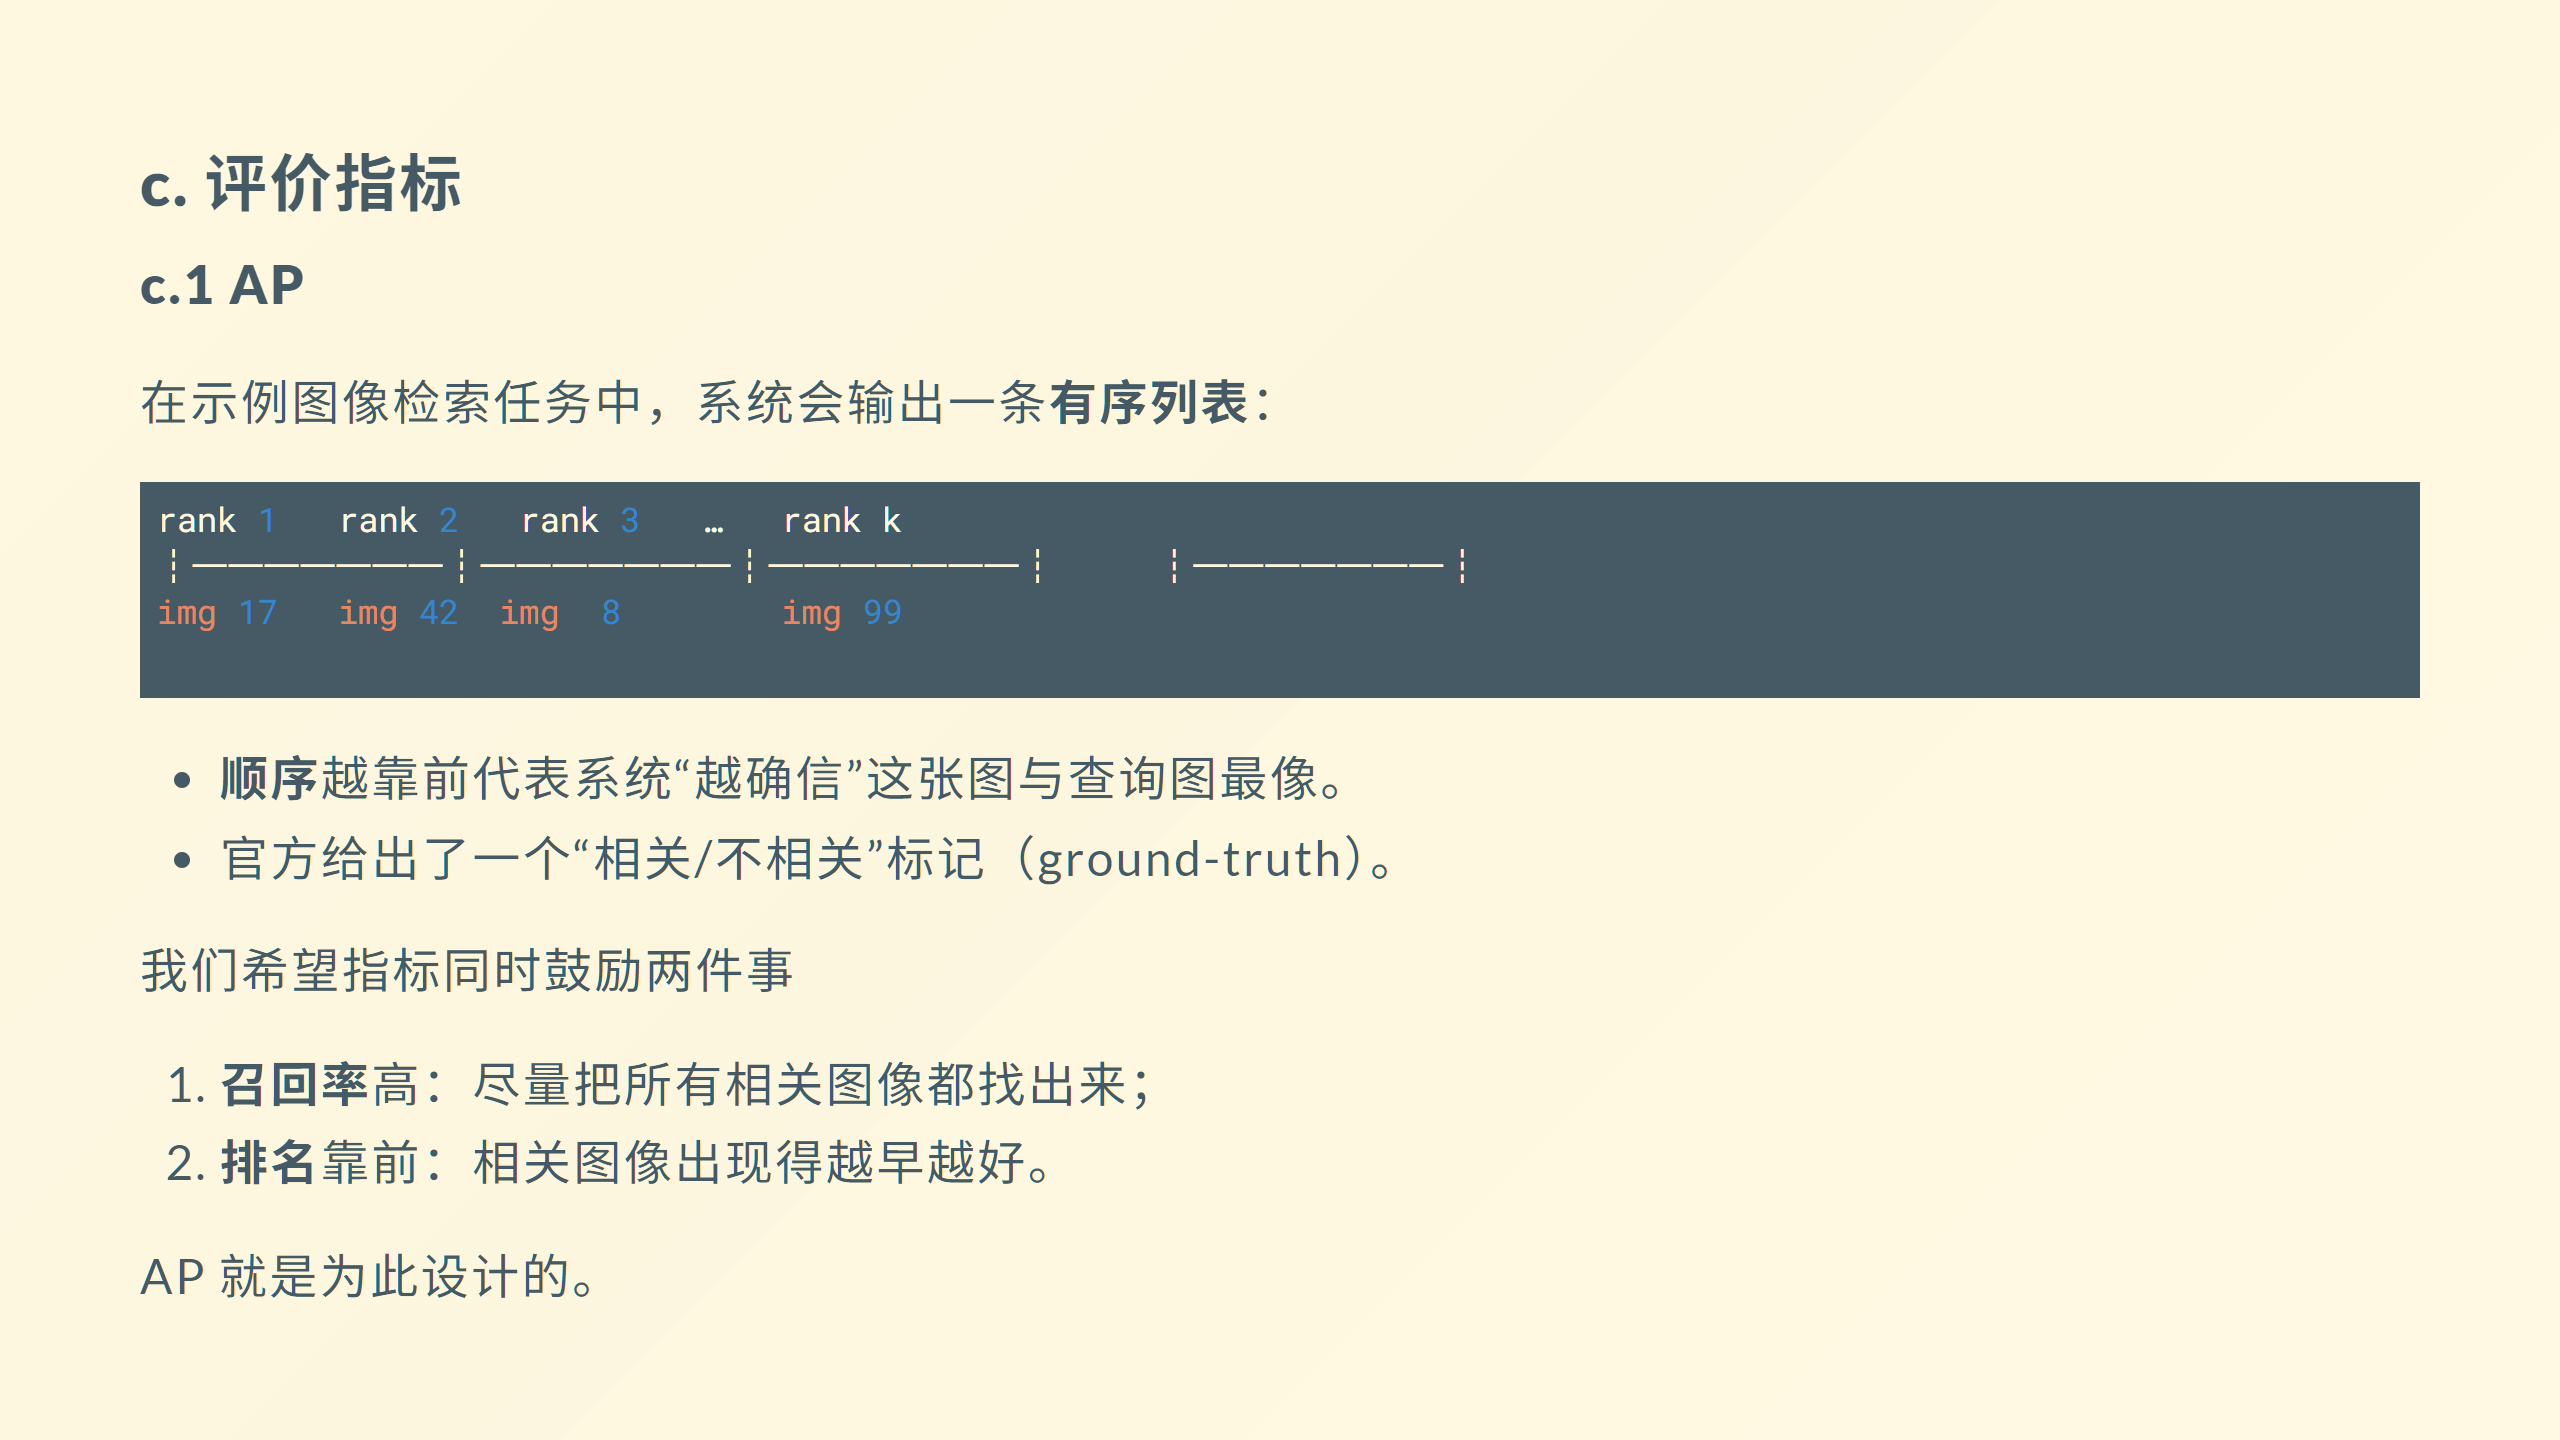 c. 评价指标
c.1 AP
在示例图像检索任务中，系统会输出一条有序列表：
rank 1   rank 2   rank 3   …   rank k
┆───────┆───────┆───────┆   ┆───────┆
img 17   img 42  img  8        img 99
• 顺序越靠前代表系统“越确信”这张图与查询图最像。
• 官方给出了一个“相关/不相关”标记（ground-truth）。
我们希望指标同时鼓励两件事
1. 召回率高：尽量把所有相关图像都找出来；
2. 排名靠前：相关图像出现得越早越好。
AP 就是为此设计的。